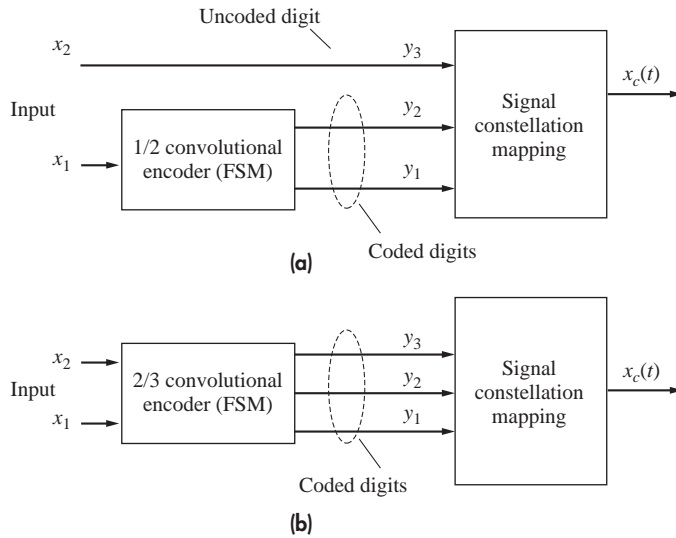 Uncoded digit
x2
y3
xc(t)
Input
y2
Signal
constellation
mapping
1/2 convolutional
encoder (FSM)
x1
y1
Coded digits
(a)
x2
y3
xc(t)
Input
2/3 convolutional
encoder (FSM)
y2
Signal
constellation
mapping
x1
y1
Coded digits
(b)